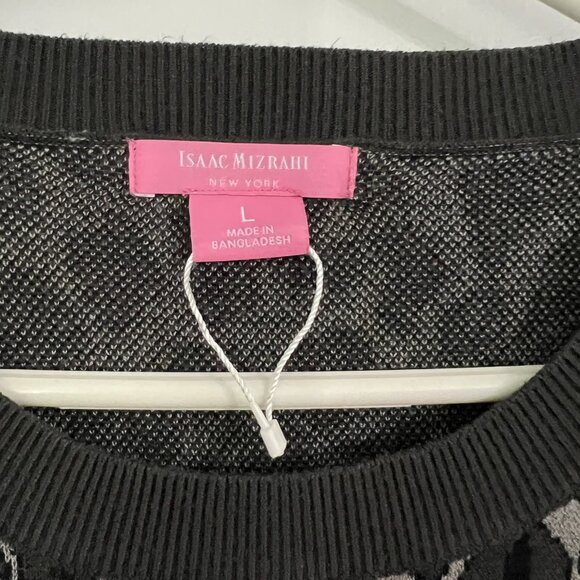 ISAAC MIZRAHI
NEW YORK
L
MADE IN
BANGLADESH